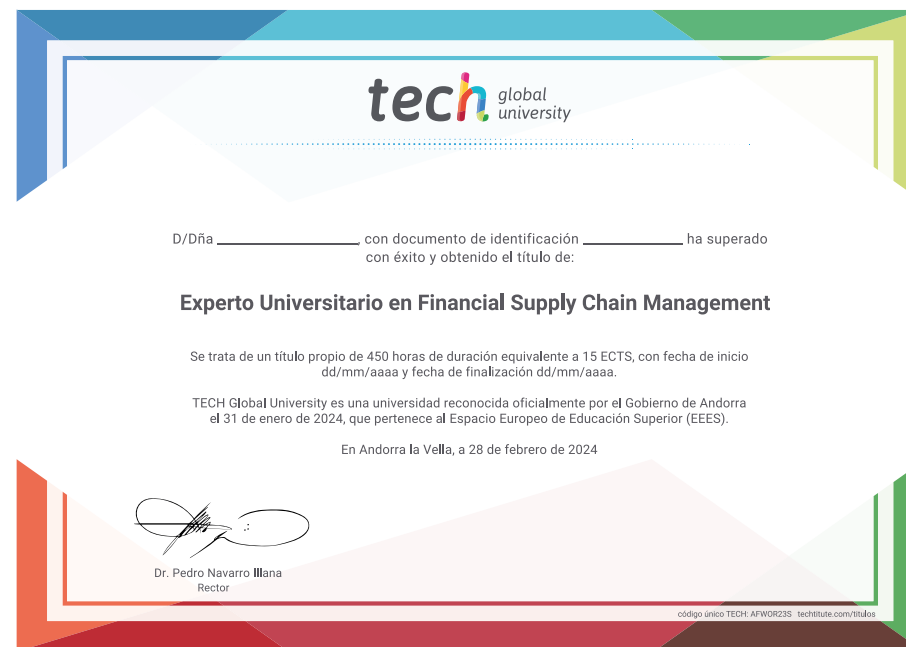 tech global
university
D/Dña ______________, con documento de identificación __________ ha superado
con éxito y obtenido el título de:
Experto Universitario en Financial Supply Chain Management
Se trata de un título propio de 450 horas de duración equivalente a 15 ECTS, con fecha de inicio
dd/mm/aaaa y fecha de finalización dd/mm/aaaa.
TECH Global University es una universidad reconocida oficialmente por el Gobierno de Andorra
el 31 de enero de 2024, que pertenece al Espacio Europeo de Educación Superior (EEES).
En Andorra la Vella, a 28 de febrero de 2024
Dr. Pedro Navarro Illana
Rector
código único TECH: AFWOR23S techtitute.com/titulos